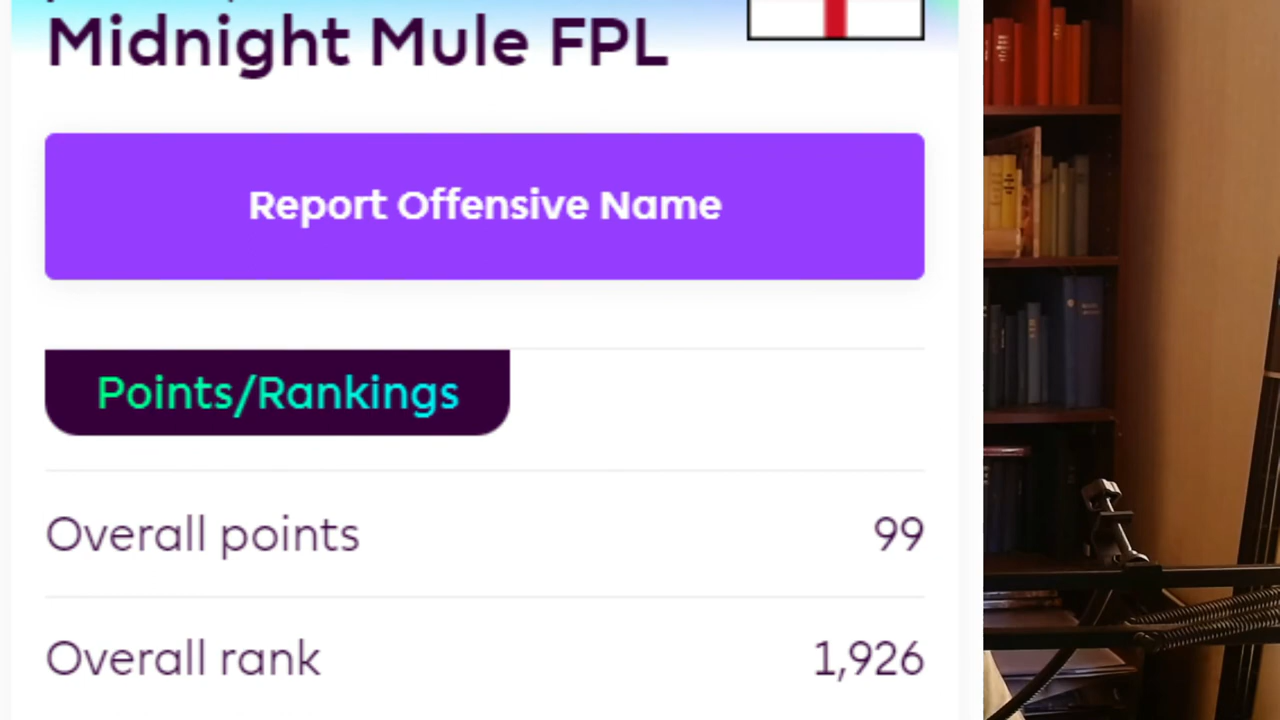 Midnight Mule FPL
Report Offensive Name
Points/Rankings
Overall points 99
Overall rank 1,926